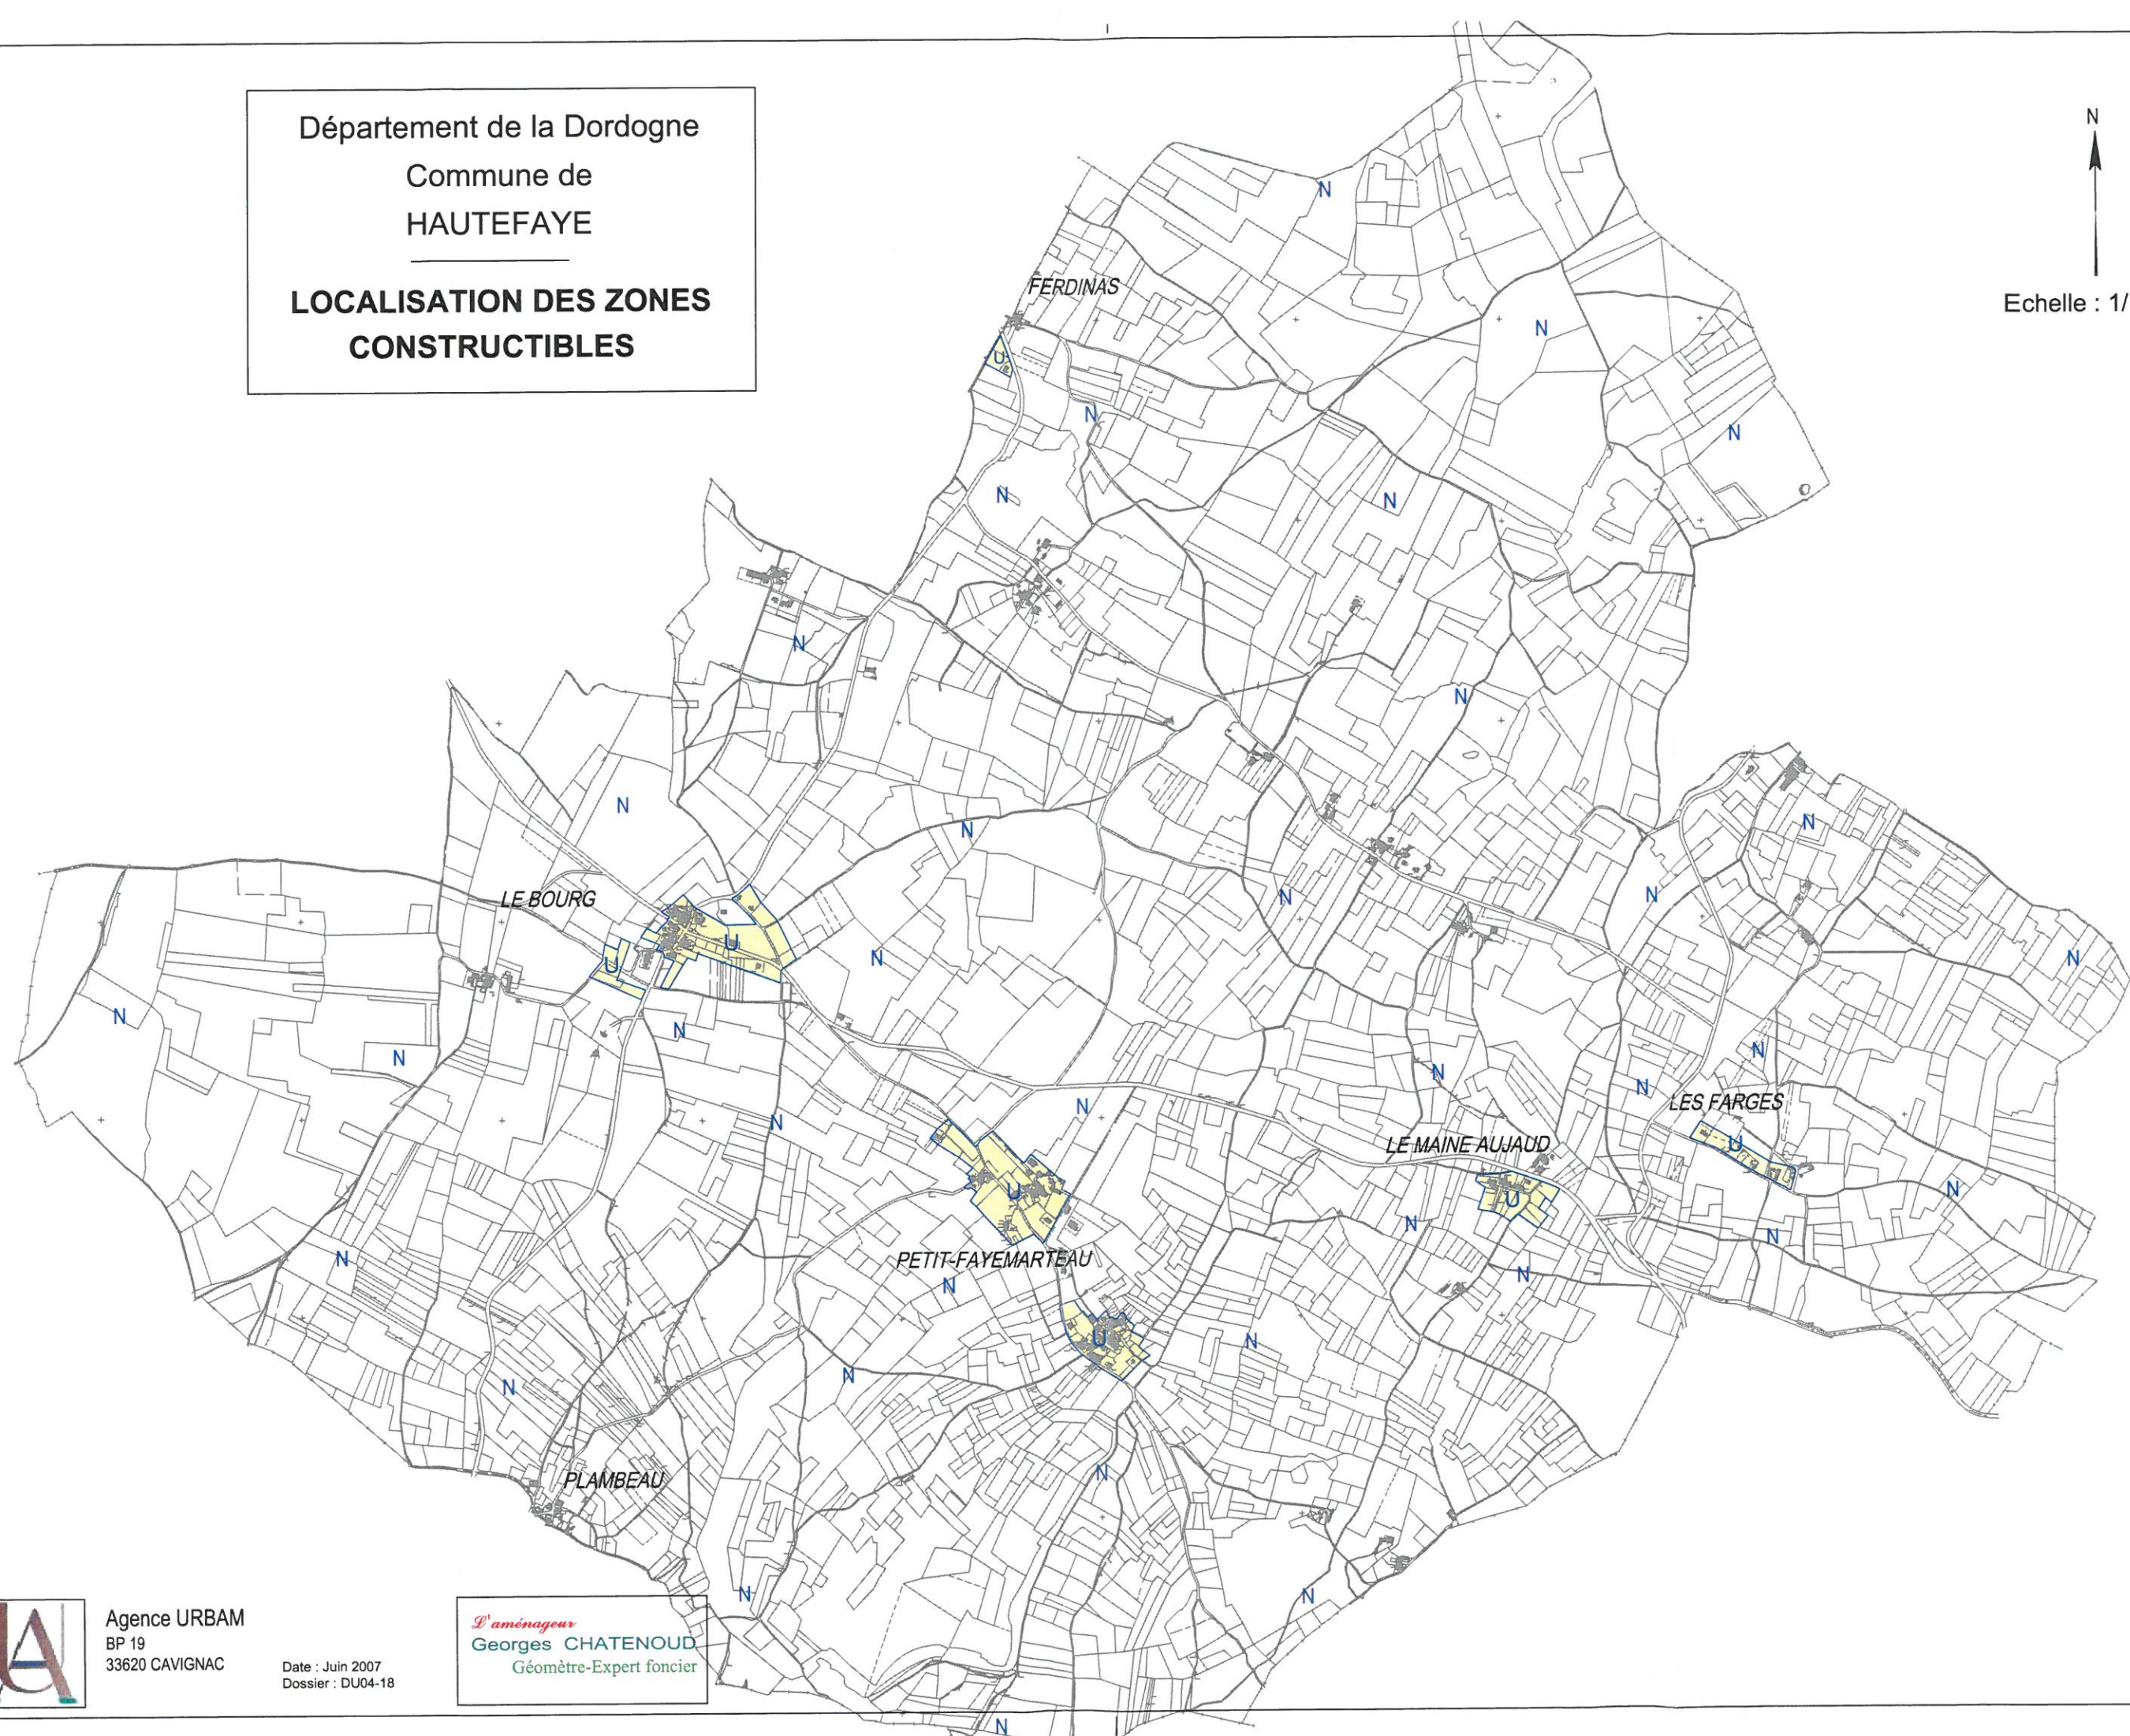 Département de la Dordogne
Commune de
HAUTEFAYE
LOCALISATION DES ZONES
CONSTRUCTIBLES
N
Echelle : 1/
N
FERDINAS
N
U
N
N
N
N
N
N
N
N
N
N
LE BOURG
N
N
U
N
N
U
N
N
N
N
N
N
N
LES FARGES
N
LE MAINE AUJAUD
U
N
U
U
N
N
N
PETIT-FAYEMARTEAU
N
N
N
U
N
N
N
N
PLAMBEAU
N
N
N
Agence URBAM
BP 19
33620 CAVIGNAC
Date : Juin 2007
Dossier : DU04-18
L'aménageur
Georges CHATENOUD
Géomètre-Expert foncier